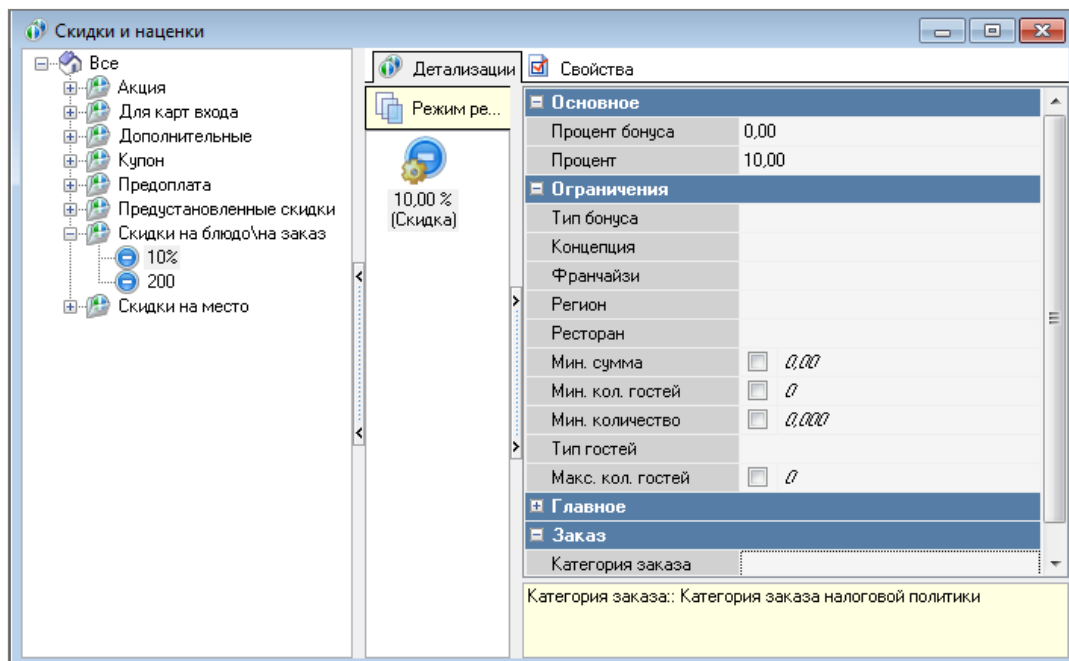 Скидки и наценки
Все
Акция
Для карт входа
Дополнительные
Купон
Предоплата
Предустановленные скидки
Скидки на блюдо\на заказ
10%
200
Скидки на место
Детализации
Режим ре...
10,00 %
(Скидка)
Свойства
Основное
Процент бонуса 0,00
Процент 10,00
Ограничения
Тип бонуса
Концепция
Франчайзи
Регион
Ресторан
Мин. сумма 0,00
Мин. кол. гостей 0
Мин. количество 0,000
Тип гостей
Макс. кол. гостей 0
Главное
Заказ
Категория заказа
Категория заказа:: Категория заказа налоговой политики